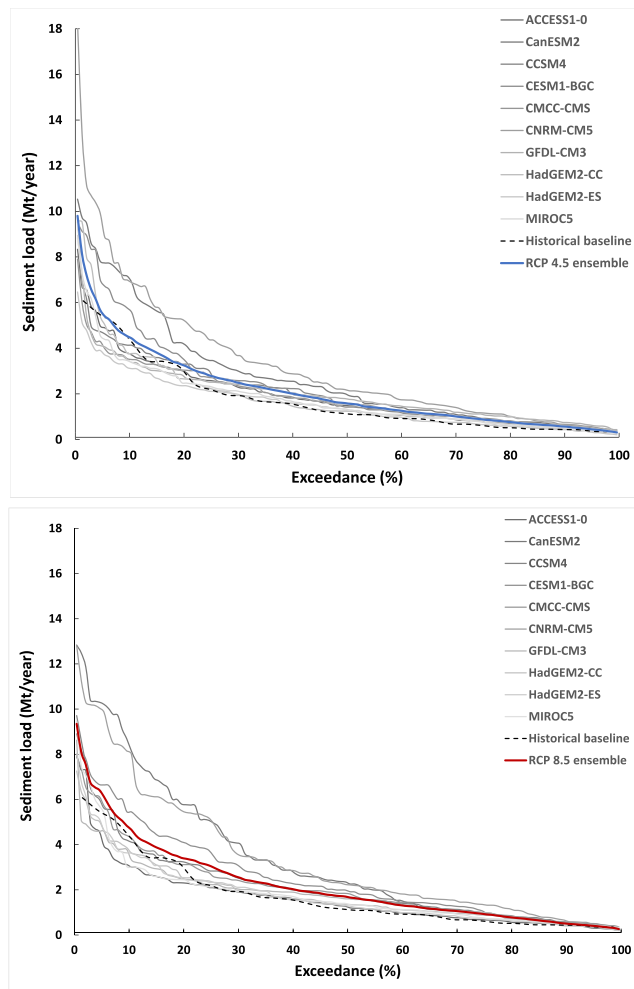 18
16
14
12
10
8
6
4
2
0
Sediment load (Mt/year)
0 10 20 30 40 50 60 70 80 90 100
Exceedance (%)
ACCESS1-0
CanESM2
CCSM4
CESM1-BGC
CMCC-CMS
CNRM-CM5
GFDL-CM3
HadGEM2-CC
HadGEM2-ES
MIROC5
Historical baseline
RCP 4.5 ensemble
18
16
14
12
10
8
6
4
2
0
Sediment load (Mt/year)
0 10 20 30 40 50 60 70 80 90 100
Exceedance (%)
ACCESS1-0
CanESM2
CCSM4
CESM1-BGC
CMCC-CMS
CNRM-CM5
GFDL-CM3
HadGEM2-CC
HadGEM2-ES
MIROC5
Historical baseline
RCP 8.5 ensemble